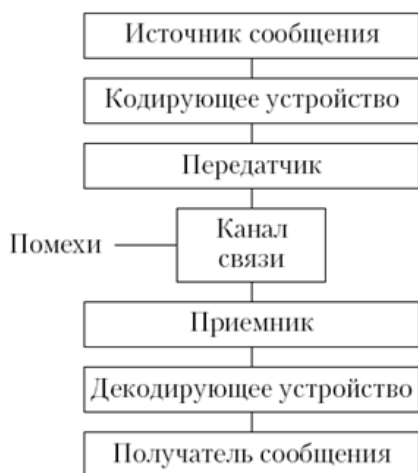 Источник сообщения
Кодирующее устройство
Передатчик
Помехи
Канал
связи
Приемник
Декодирующее устройство
Получатель сообщения